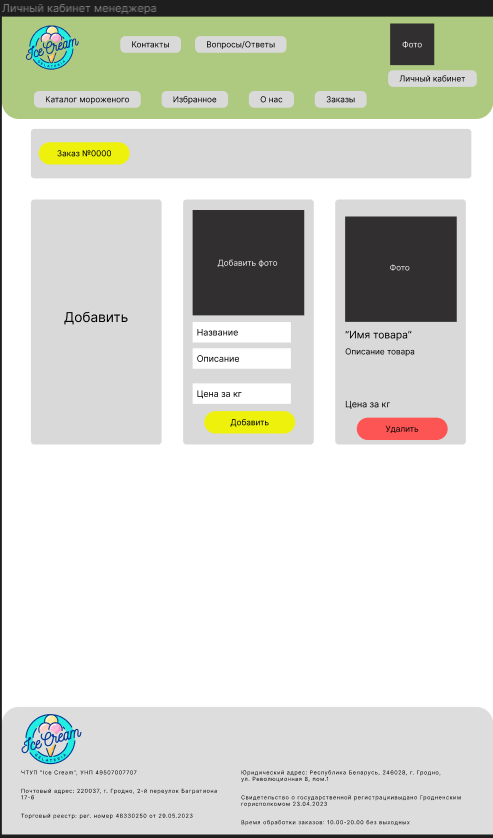 Личный кабинет менеджера
Ice Cream
GELATERIA
Контакты
Вопросы/Ответы
Фото
Личный кабинет
Каталог мороженого
Избранное
О нас
Заказы
Заказ №0000
Добавить
Добавить фото
Название
Описание
Цена за кг
Добавить
Фото
"Имя товара"
Описание товара
Цена за кг
Удалить
Ice Cream
GELATERIA
ЧТУП "Ice Cream", УНП 49507007707
Почтовый адрес: 220037, г. Гродно, 2-й переулок Багратиона
17-6
Торговый реестр: рег. номер 46330250 от 29.05.2023
Юридический адрес: Республика Беларусь, 246028, г. Гродно,
ул. Революционная 8, пом.1
Свидетельство о государственной регистрациивыдано Гродненским
горисполкомом 23.04.2023
Время обработки заказов: 10.00-20.00 без выходных